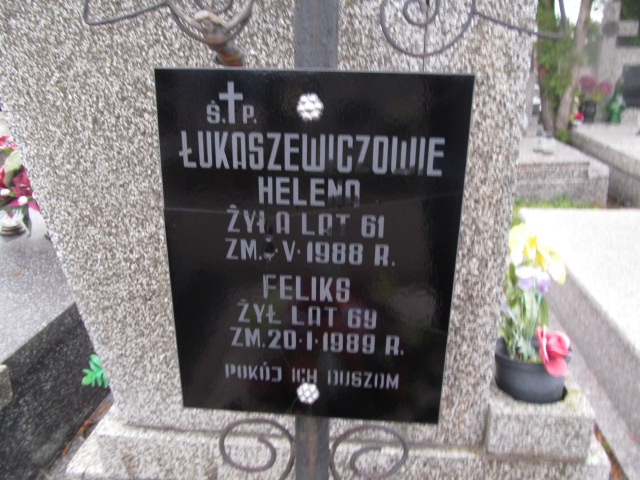 Ś.P.
ŁUKASZEWICZOWIE
HELENA
ŻYŁA LAT 61
ZM. V·1988 R.
FELIKS
ŻYŁ LAT 69
ZM.20·I·1989 R.
POKÓJ ICH DUSZOM